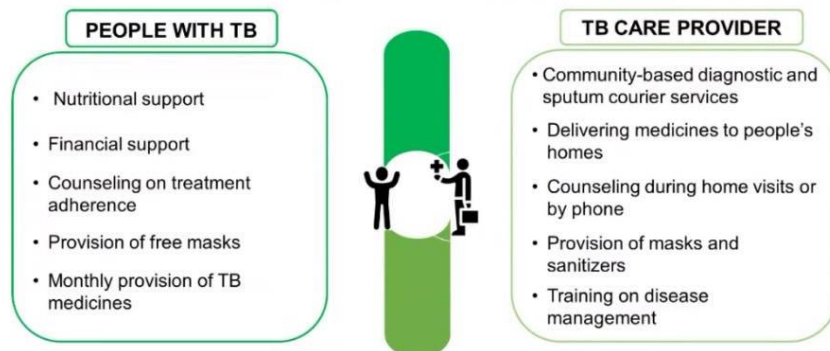 PEOPLE WITH TB
• Nutritional support
• Financial support
• Counseling on treatment
adherence
• Provision of free masks
• Monthly provision of TB
medicines
TB CARE PROVIDER
• Community-based diagnostic and
sputum courier services
• Delivering medicines to people's
homes
• Counseling during home visits or
by phone
• Provision of masks and
sanitizers
• Training on disease
management